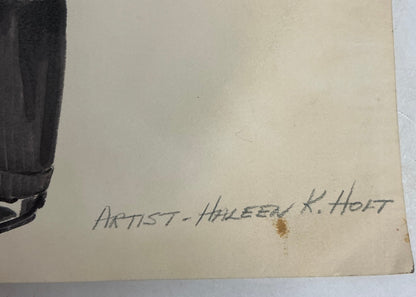 ARTIST - HALEEN K. HOLT